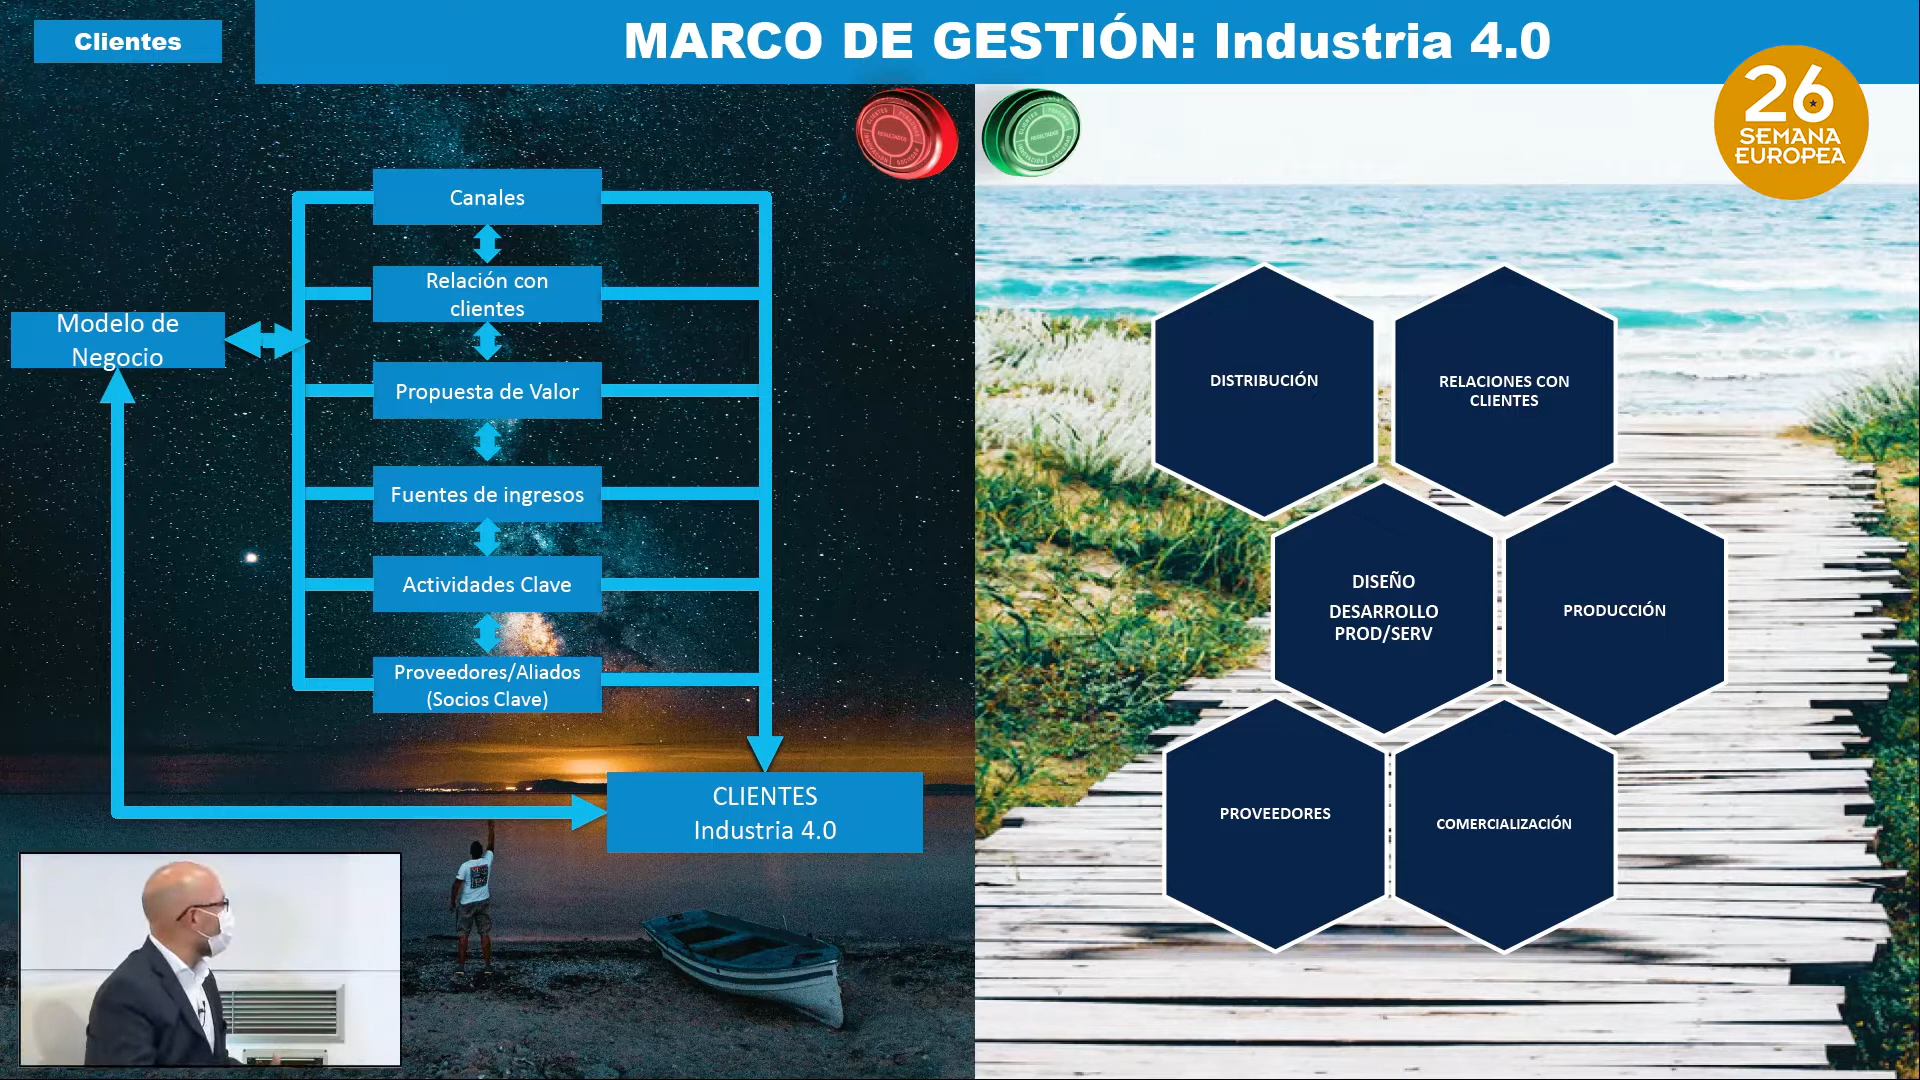 Clientes
MARCO DE GESTIÓN: Industria 4.0
26
SEMANA
EUROPEA
RESULTADOS
RESULTADOS
Canales
Relación con
clientes
Modelo de
Negocio
Propuesta de Valor
Fuentes de ingresos
Actividades Clave
Proveedores/Aliados
(Socios Clave)
CLIENTES
Industria 4.0
DISTRIBUCIÓN
RELACIONES CON
CLIENTES
DISEÑO
DESARROLLO
PROD/SERV
PRODUCCIÓN
PROVEEDORES
COMERCIALIZACIÓN